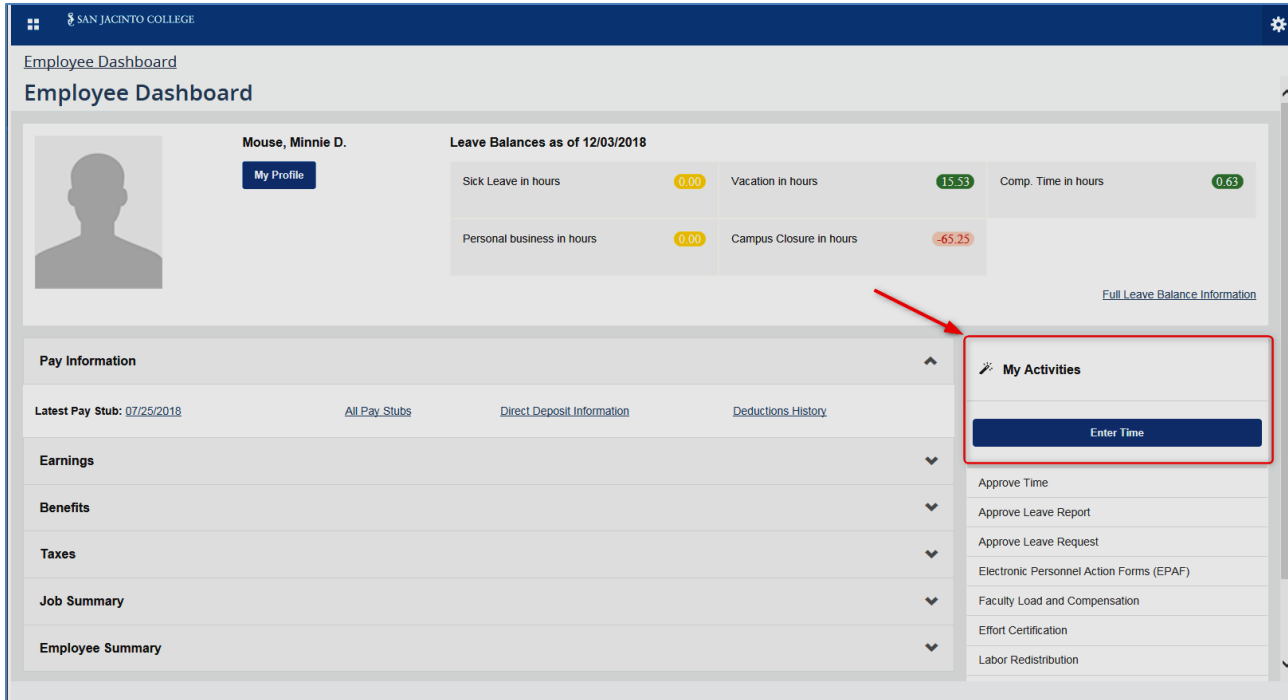 SAN JACINTO COLLEGE
Employee Dashboard
Employee Dashboard
Mouse, Minnie D.
My Profile
Leave Balances as of 12/03/2018
Sick Leave in hours 0.00 Vacation in hours 15.53 Comp. Time in hours 0.63
Personal business in hours 0.00 Campus Closure in hours -65.25
Full Leave Balance Information
Pay Information
Latest Pay Stub: 07/25/2018 All Pay Stubs Direct Deposit Information Deductions History
Earnings
Benefits
Taxes
Job Summary
Employee Summary
My Activities
Enter Time
Approve Time
Approve Leave Report
Approve Leave Request
Electronic Personnel Action Forms (EPAF)
Faculty Load and Compensation
Effort Certification
Labor Redistribution